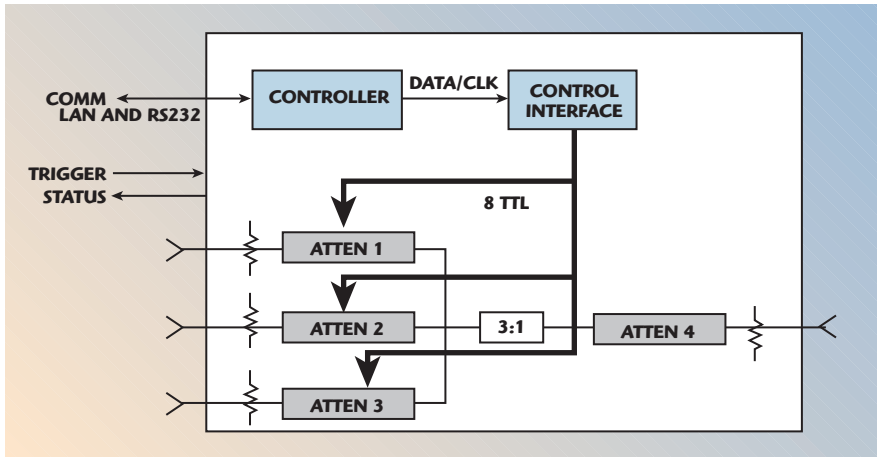 CONTROLLER
DATA/CLK
CONTROL
INTERFACE
COMM
LAN AND RS232
TRIGGER
STATUS
8 TTL
ATTEN 1
ATTEN 2
3:1
ATTEN 4
ATTEN 3